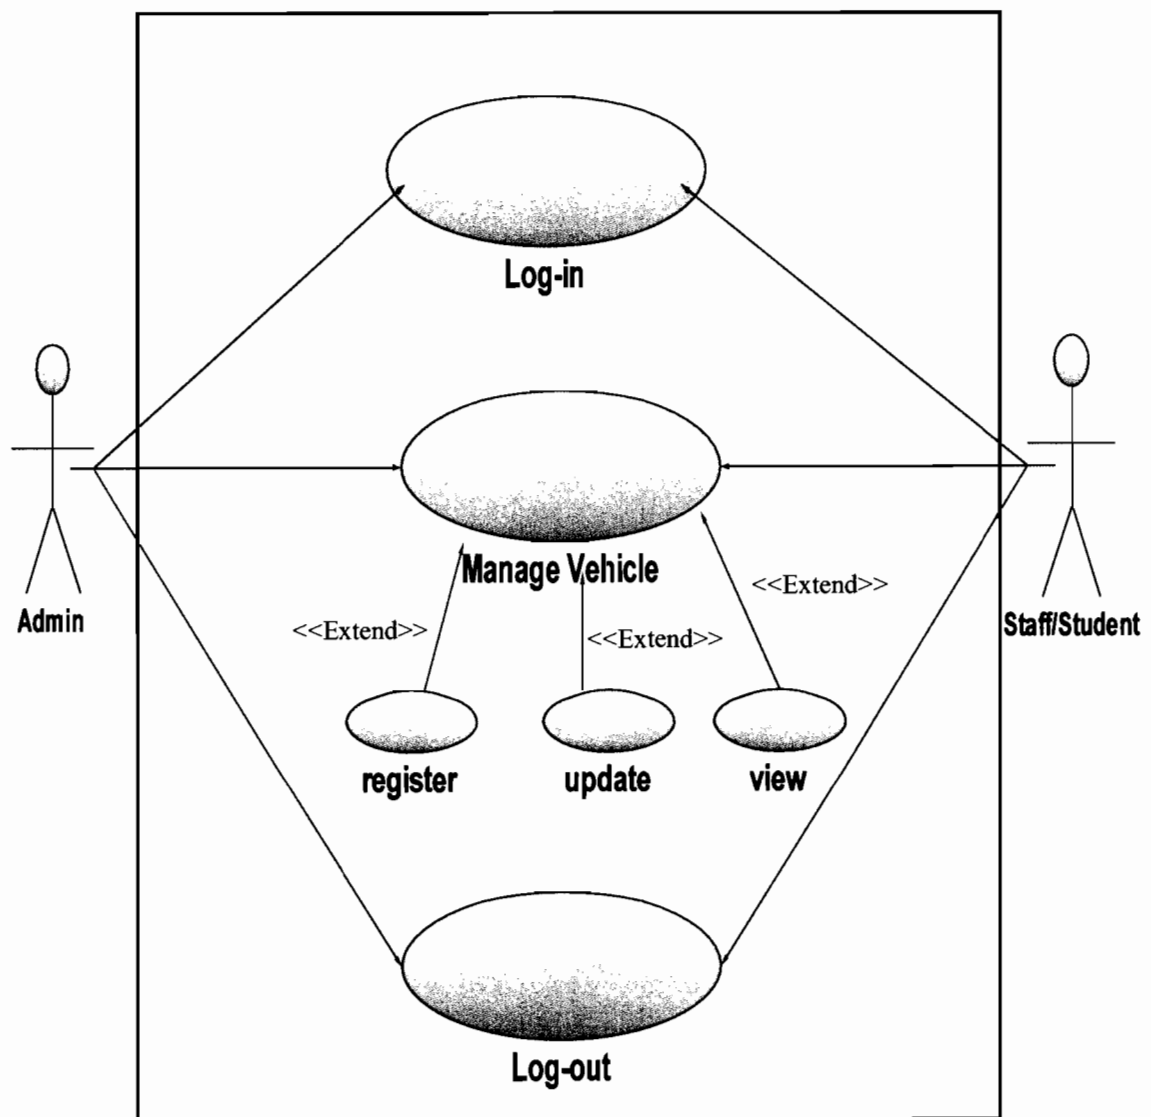 Log-in
Manage Vehicle
<<Extend>>
Admin
Staff/Student
<<Extend>>
<<Extend>>
register
update
view
Log-out